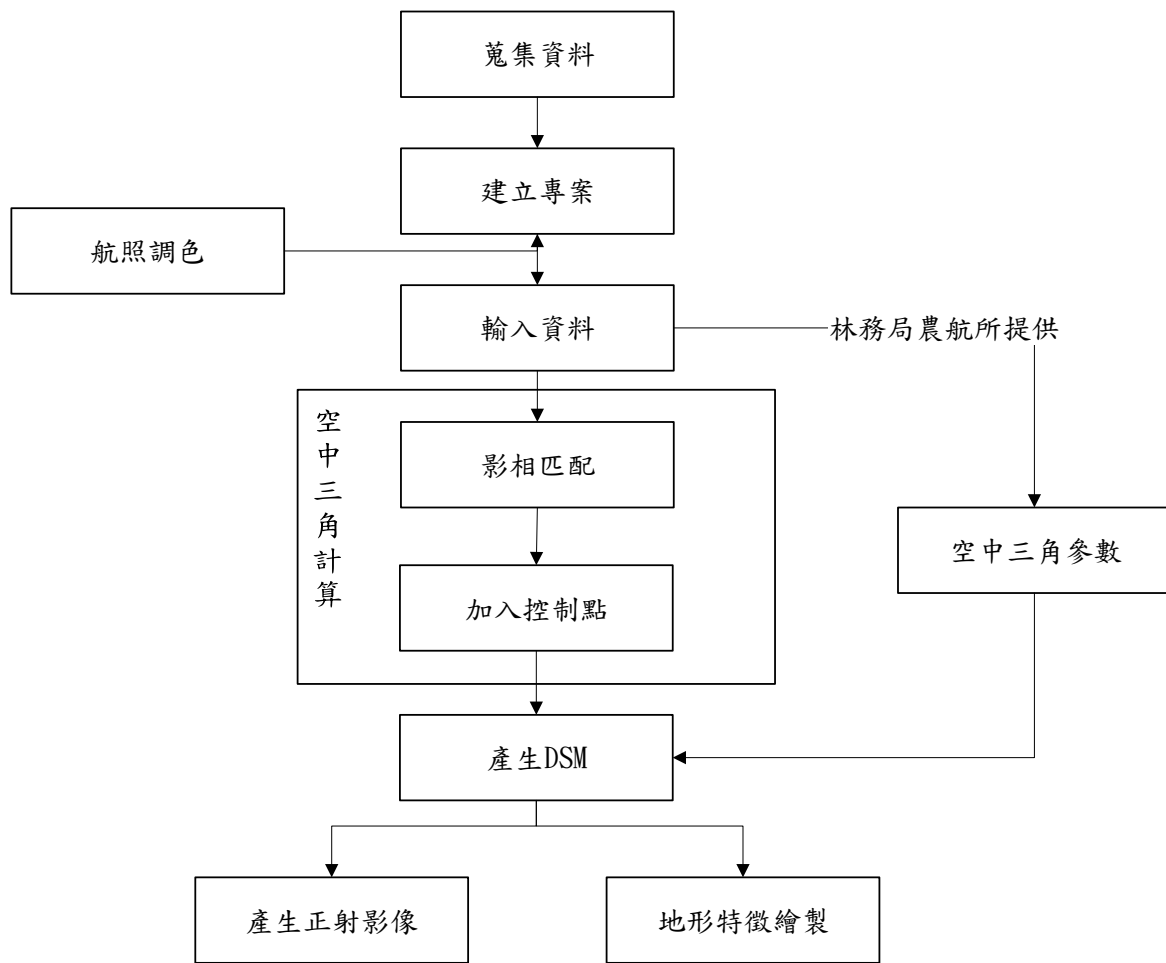 蒐集資料
建立專案
航照調色
輸入資料
林務局農航所提供
空中三角計算
影相匹配
空中三角參數
加入控制點
產生DSM
產生正射影像
地形特徵繪製